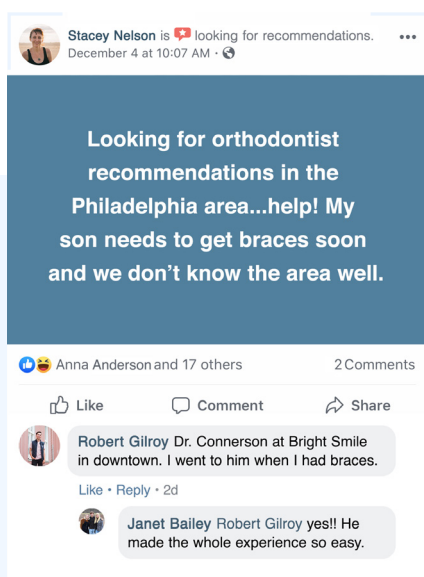 Stacey Nelson is looking for recommendations.
December 4 at 10:07 AM ·
Looking for orthodontist
recommendations in the
Philadelphia area...help! My
son needs to get braces soon
and we don't know the area well.
Anna Anderson and 17 others 2 Comments
Like Comment Share
Robert Gilroy Dr. Connerson at Bright Smile
in downtown. I went to him when I had braces.
Like · Reply · 2d
Janet Bailey Robert Gilroy yes!! He
made the whole experience so easy.